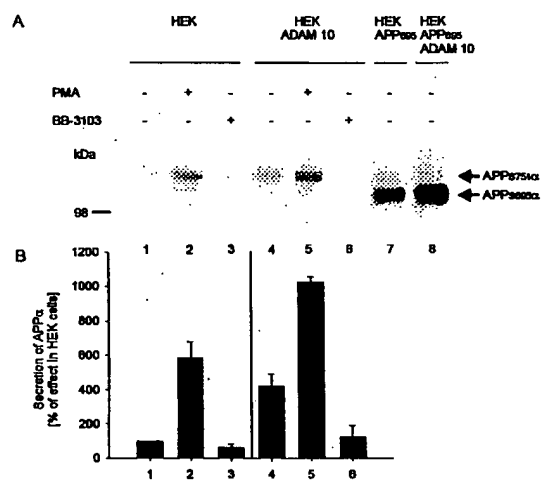 A
HEK
HEK
ADAM 10
HEK
APP695
HEK
APP695
ADAM 10
PMA - + - - + - - -
BB-3103 - - + - - + - -
kDa
APPs751α
APPs695α
98
1 2 3 4 5 6 7 8
B
Secretion of APPα
[% of effect in HEK cells]
1200
1000
800
600
400
200
0
1 2 3 4 5 6